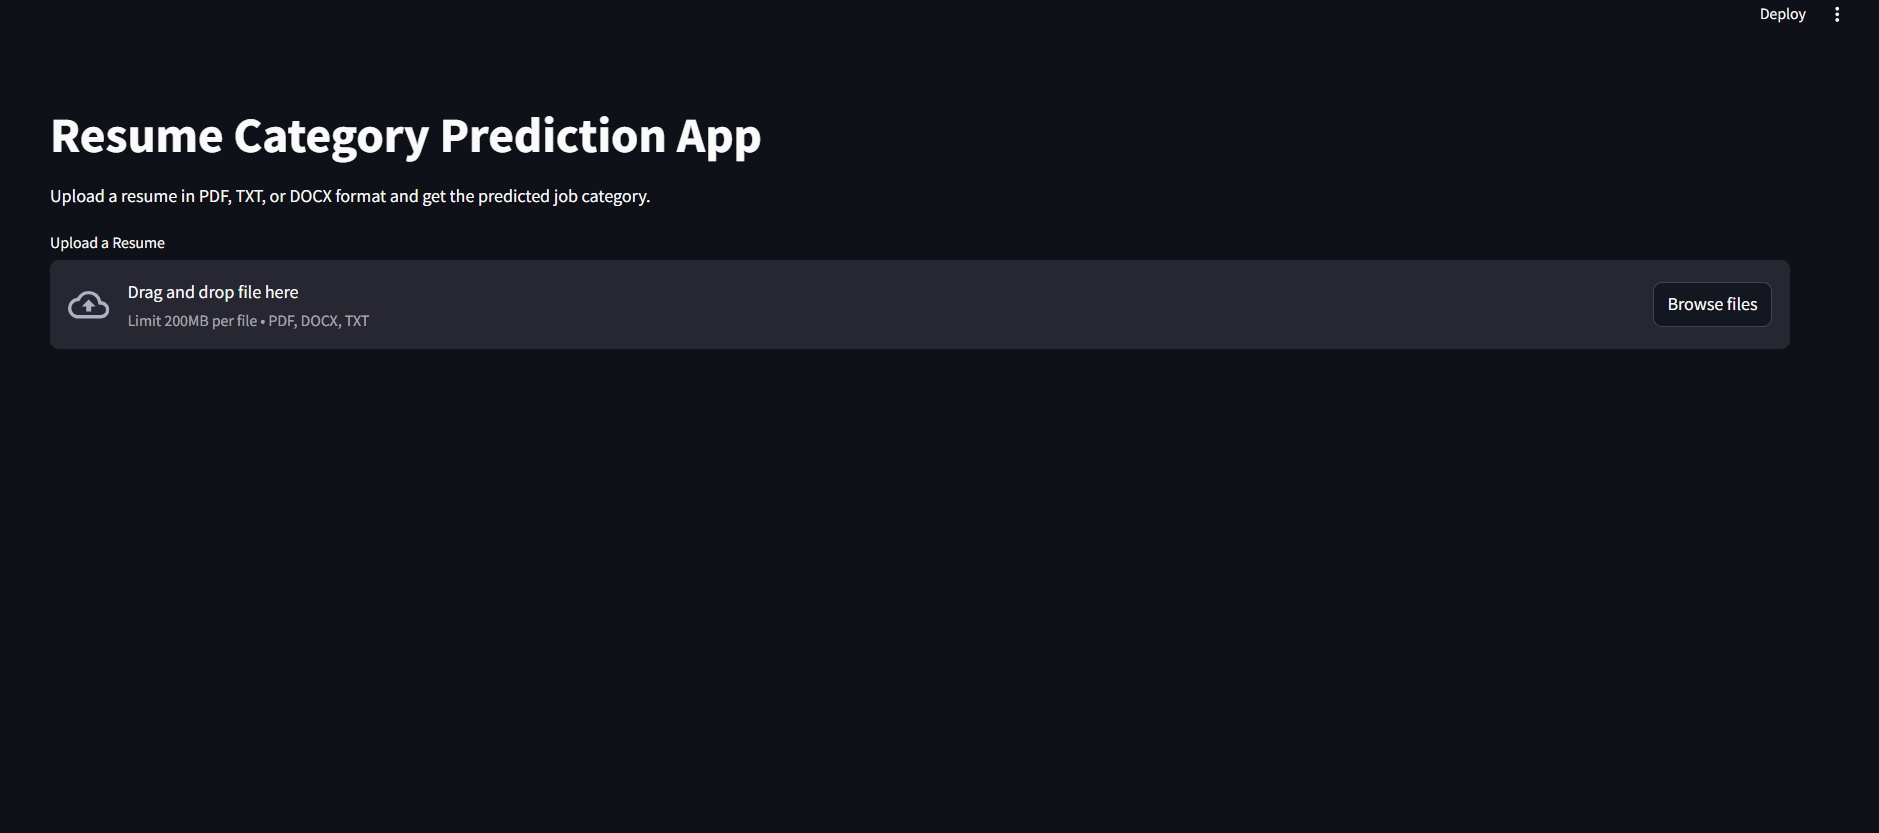 Deploy
Resume Category Prediction App
Upload a resume in PDF, TXT, or DOCX format and get the predicted job category.
Upload a Resume
Drag and drop file here
Limit 200MB per file • PDF, DOCX, TXT
Browse files